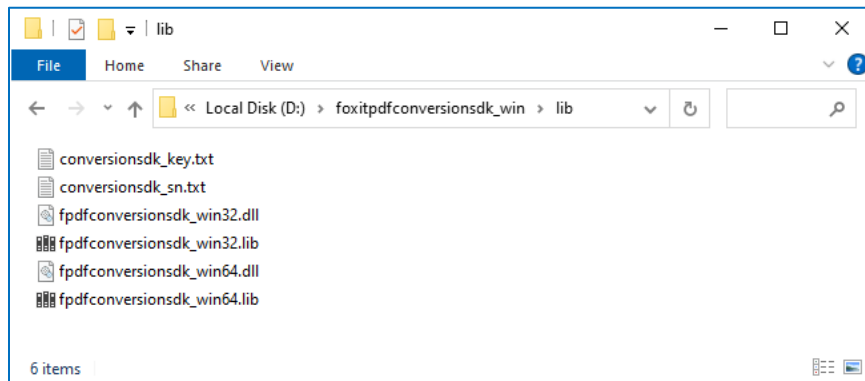 lib
File Home Share View
« Local Disk (D:) > foxitpdfconversionsdk_win > lib
conversionsdk_key.txt
conversionsdk_sn.txt
fpdfconversionsdk_win32.dll
fpdfconversionsdk_win32.lib
fpdfconversionsdk_win64.dll
fpdfconversionsdk_win64.lib
6 items